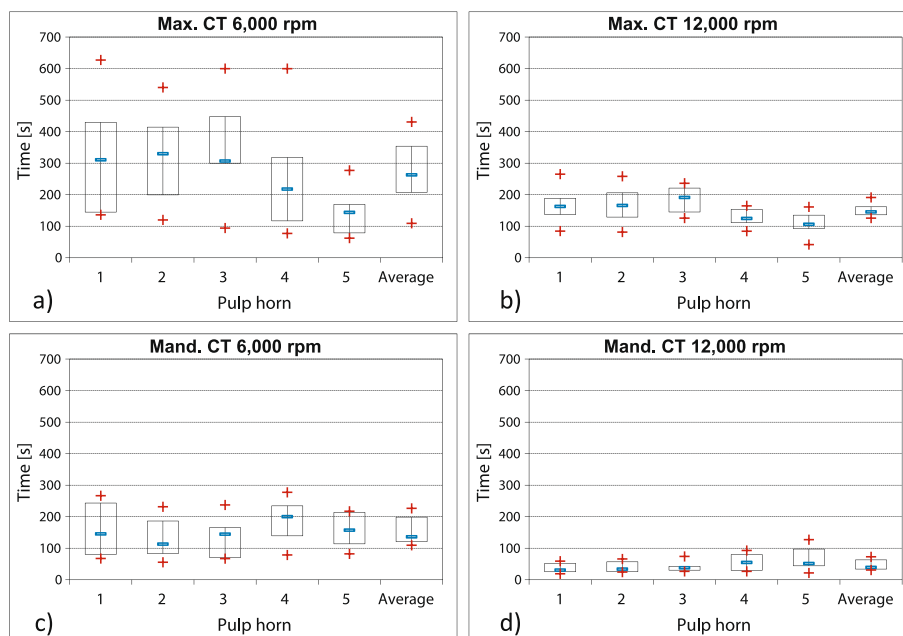 Max. CT 6,000 rpm
700
600
500
400
300
200
100
0
Time [s]
1 2 3 4 5 Average
Pulp horn
a)
Max. CT 12,000 rpm
700
600
500
400
300
200
100
0
Time [s]
1 2 3 4 5 Average
Pulp horn
b)
Mand. CT 6,000 rpm
700
600
500
400
300
200
100
0
Time [s]
1 2 3 4 5 Average
Pulp horn
c)
Mand. CT 12,000 rpm
700
600
500
400
300
200
100
0
Time [s]
1 2 3 4 5 Average
Pulp horn
d)